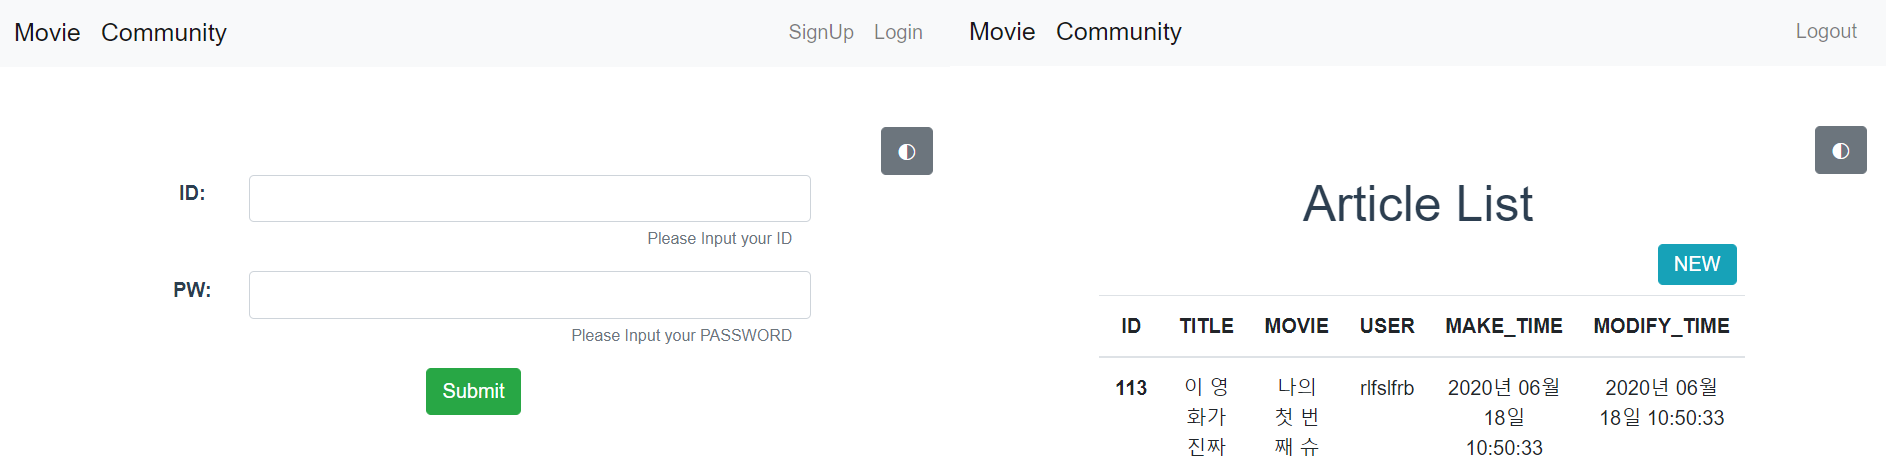 Movie Community SignUp Login
ID:
Please Input your ID
PW:
Please Input your PASSWORD
Submit
Movie Community Logout
Article List
NEW
ID TITLE MOVIE USER MAKE_TIME MODIFY_TIME
113 이 영 나의 rlfslfrb 2020년 06월 2020년 06월
화가 첫 번 18일 18일 10:50:33
진짜 째 슈 10:50:33